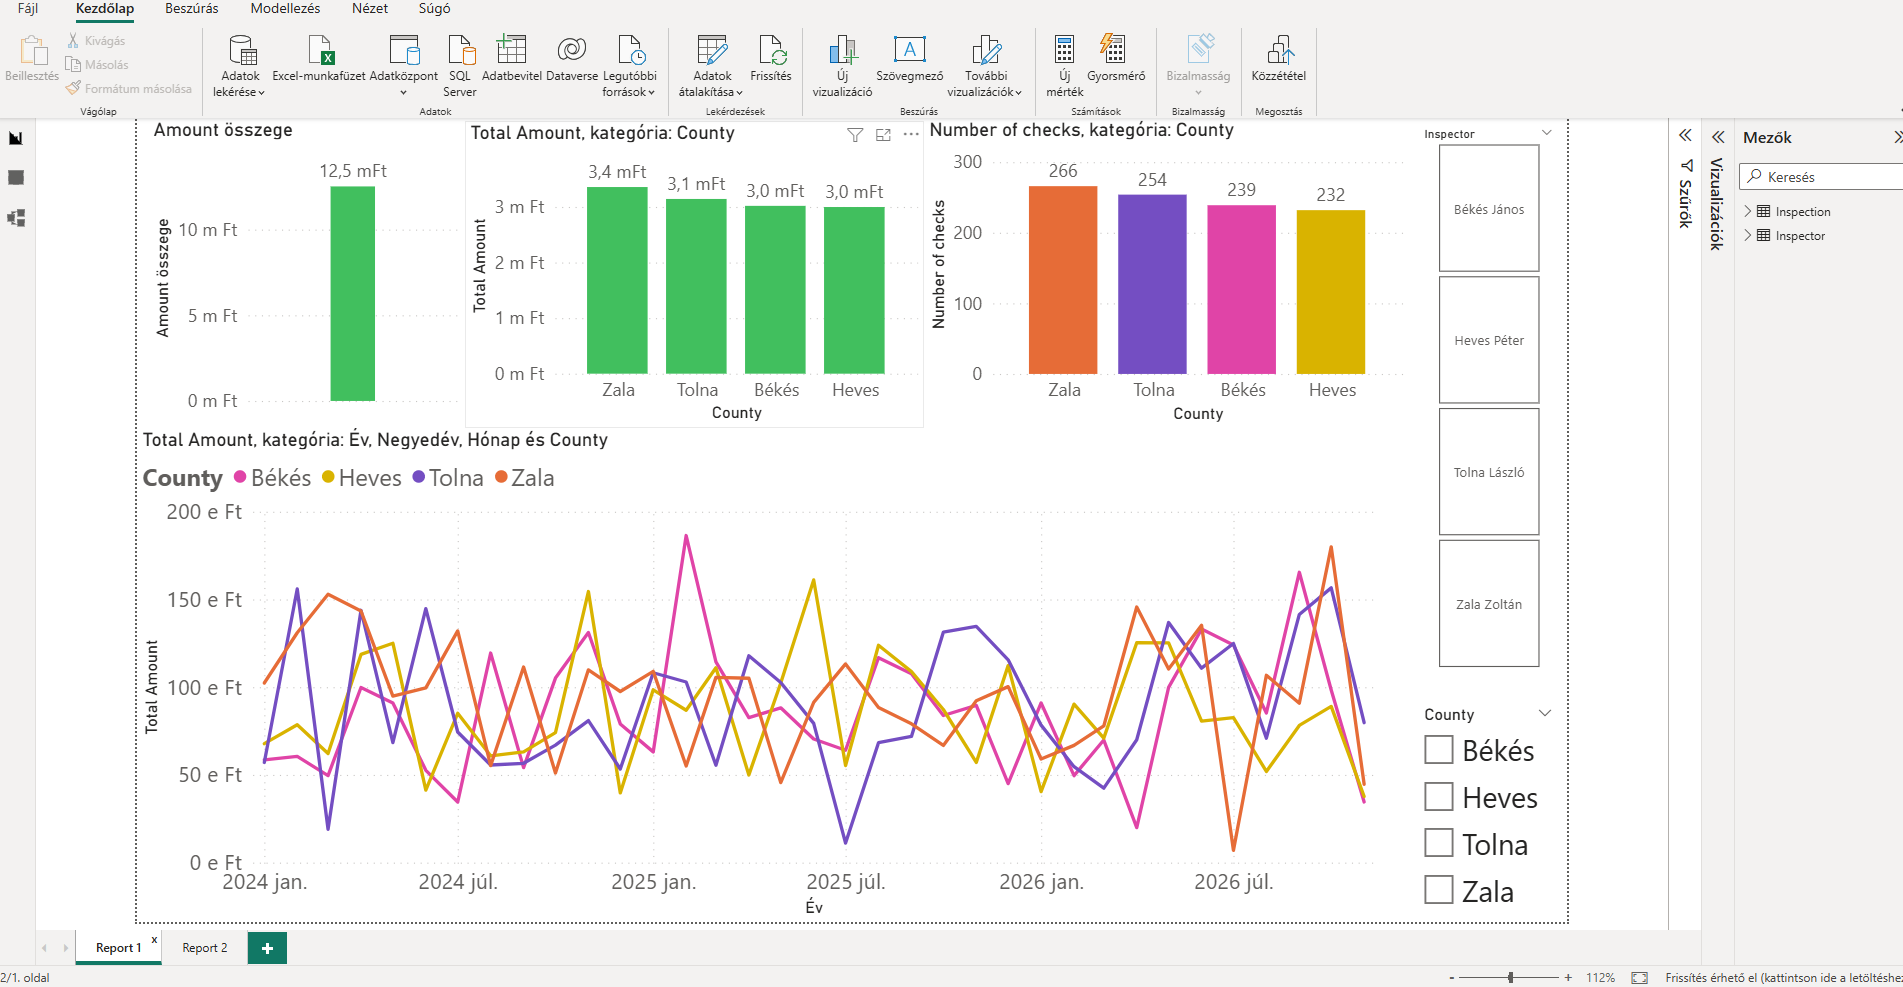 Fájl Kezdőlap Beszúrás Modellezés Nézet Súgó
Beillesztés
Kivágás
Másolás
Formátum másolása
Vágólap
Adatok lekérése
Excel-munkafüzet
Adatközpont
SQL Server
Adatbevitel
Dataverse
Legutóbbi források
Adatok
Adatok átalakítása
Frissítés
Lekérdezések
Új vizualizáció
Szövegmező
További vizualizációk
Beszúrás
Új mérték
Gyorsmérő
Számítások
Bizalmasság
Bizalmasság
Közzététel
Megosztás
Amount összege
12,5 mFt
10 m Ft
5 m Ft
0 m Ft
Amount összege
Total Amount, kategória: County
3,4 mFt 3,1 mFt 3,0 mFt 3,0 mFt
3 m Ft
2 m Ft
1 m Ft
0 m Ft
Total Amount
Zala Tolna Békés Heves
County
Number of checks, kategória: County
300
200
100
0
266 254 239 232
Number of checks
Zala Tolna Békés Heves
County
Total Amount, kategória: Év, Negyedév, Hónap és County
County Békés Heves Tolna Zala
200 e Ft
150 e Ft
100 e Ft
50 e Ft
0 e Ft
Total Amount
2024 jan. 2024 júl. 2025 jan. 2025 júl. 2026 jan. 2026 júl.
Év
Inspector
Békés János
Heves Péter
Tolna László
Zala Zoltán
County
Békés
Heves
Tolna
Zala
Szűrők
Vizualizációk
Mezők
Keresés
Inspection
Inspector
Report 1 x Report 2 +
2/1. oldal
- + 112%
Frissítés érhető el (kattintson ide a letöltéshe